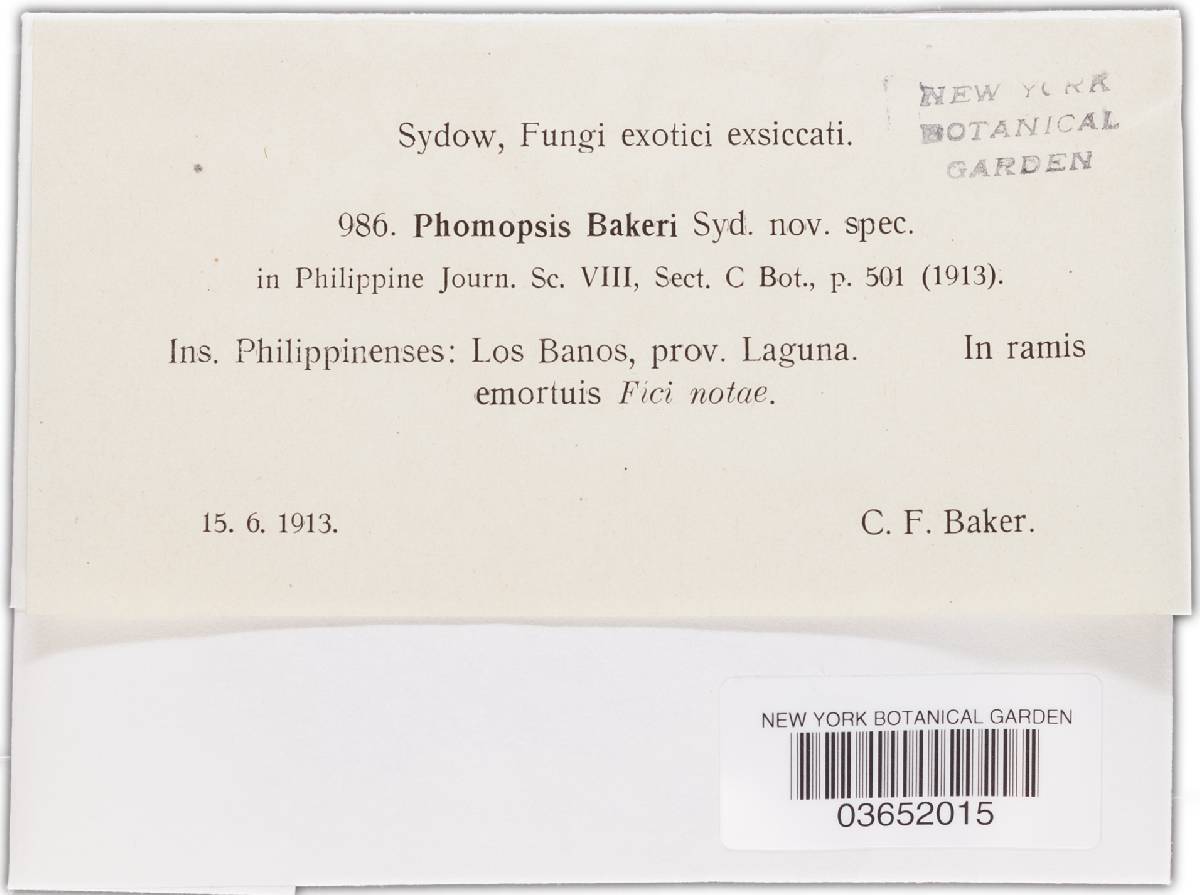 NEW YORK
BOTANICAL
GARDEN
Sydow, Fungi exotici exsiccati.
986. Phomopsis Bakeri Syd. nov. spec.
in Philippine Journ. Sc. VIII, Sect. C Bot., p. 501 (1913).
Ins. Philippinenses: Los Banos, prov. Laguna. In ramis
emortuis Fici notae.
15. 6. 1913. C. F. Baker.
NEW YORK BOTANICAL GARDEN
03652015